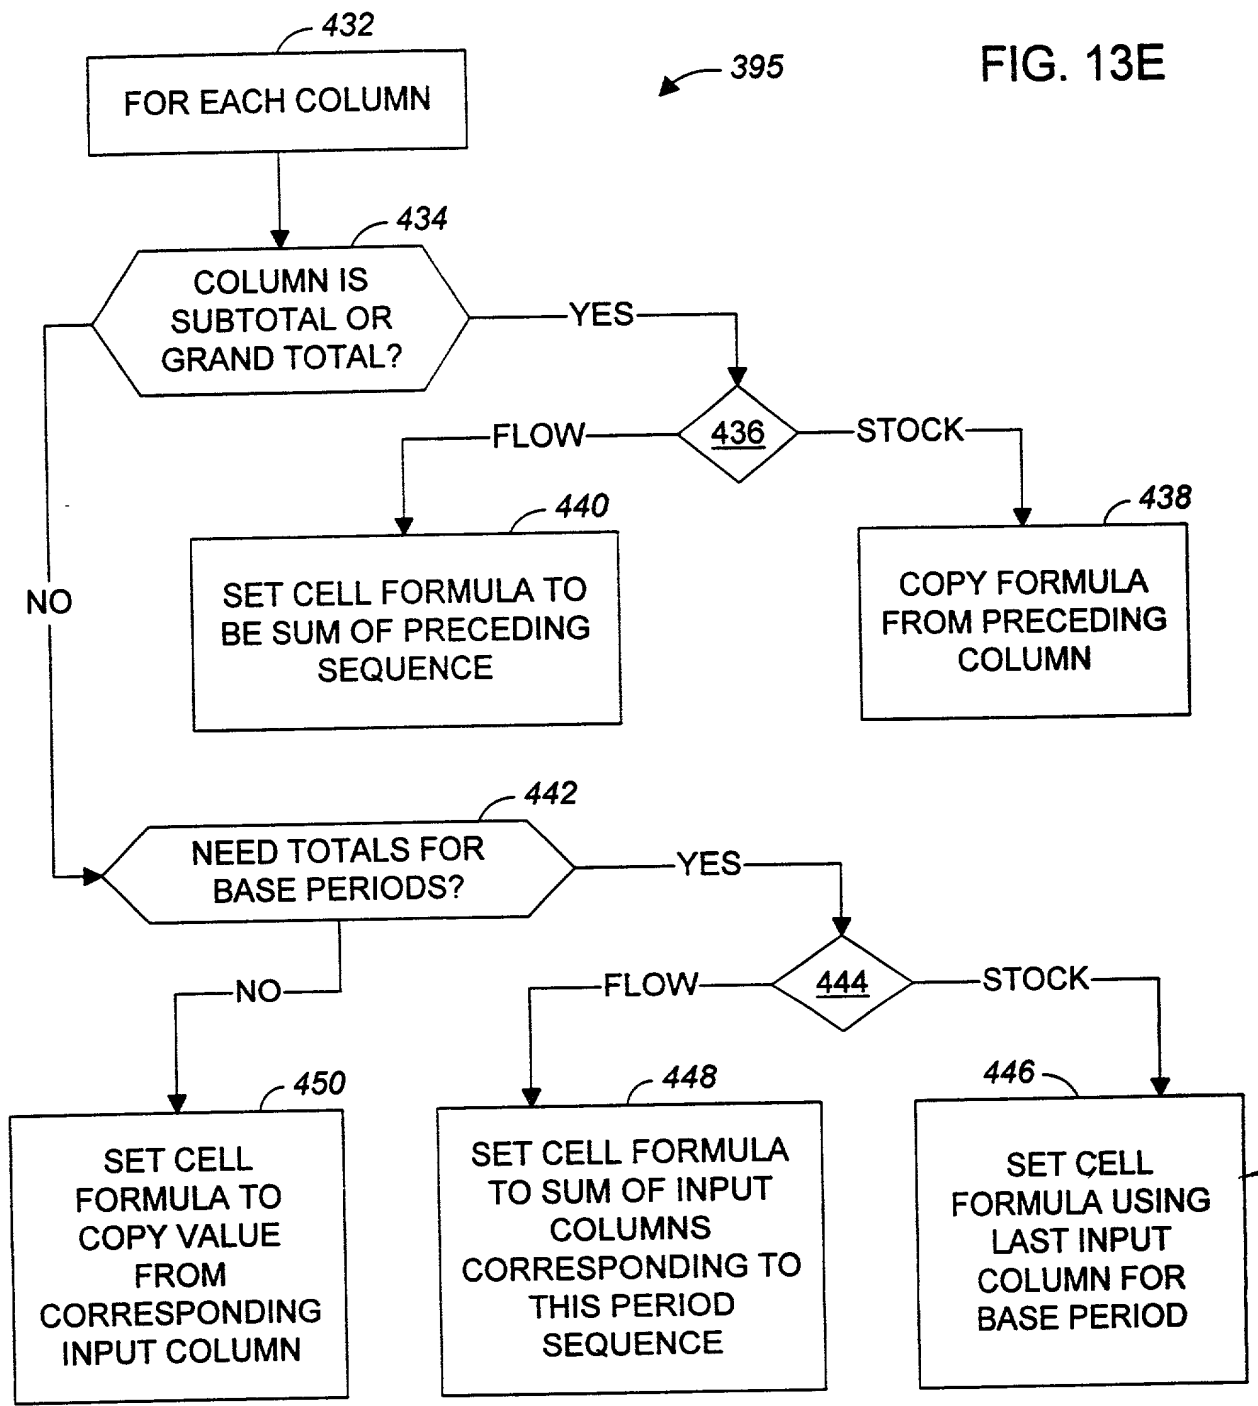 432
395
FIG. 13E
FOR EACH COLUMN
434
COLUMN IS
SUBTOTAL OR
GRAND TOTAL?
YES
436
FLOW
STOCK
440
438
SET CELL FORMULA TO
BE SUM OF PRECEDING
SEQUENCE
COPY FORMULA
FROM PRECEDING
COLUMN
NO
442
NEED TOTALS FOR
BASE PERIODS?
YES
444
NO
FLOW
STOCK
450
448
446
SET CELL
FORMULA TO
COPY VALUE
FROM
CORRESPONDING
INPUT COLUMN
SET CELL FORMULA
TO SUM OF INPUT
COLUMNS
CORRESPONDING TO
THIS PERIOD
SEQUENCE
SET CELL
FORMULA USING
LAST INPUT
COLUMN FOR
BASE PERIOD